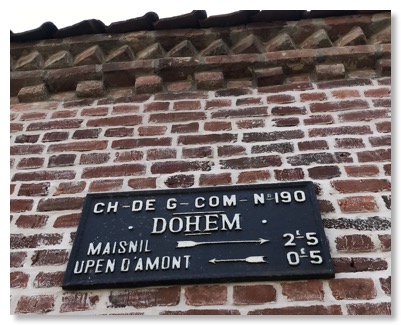 CH-DE G-COM-Nº190
DOHEM
MAISNIL → 2ᴷ5
UPEN D'AMONT ← 0ᴷ5